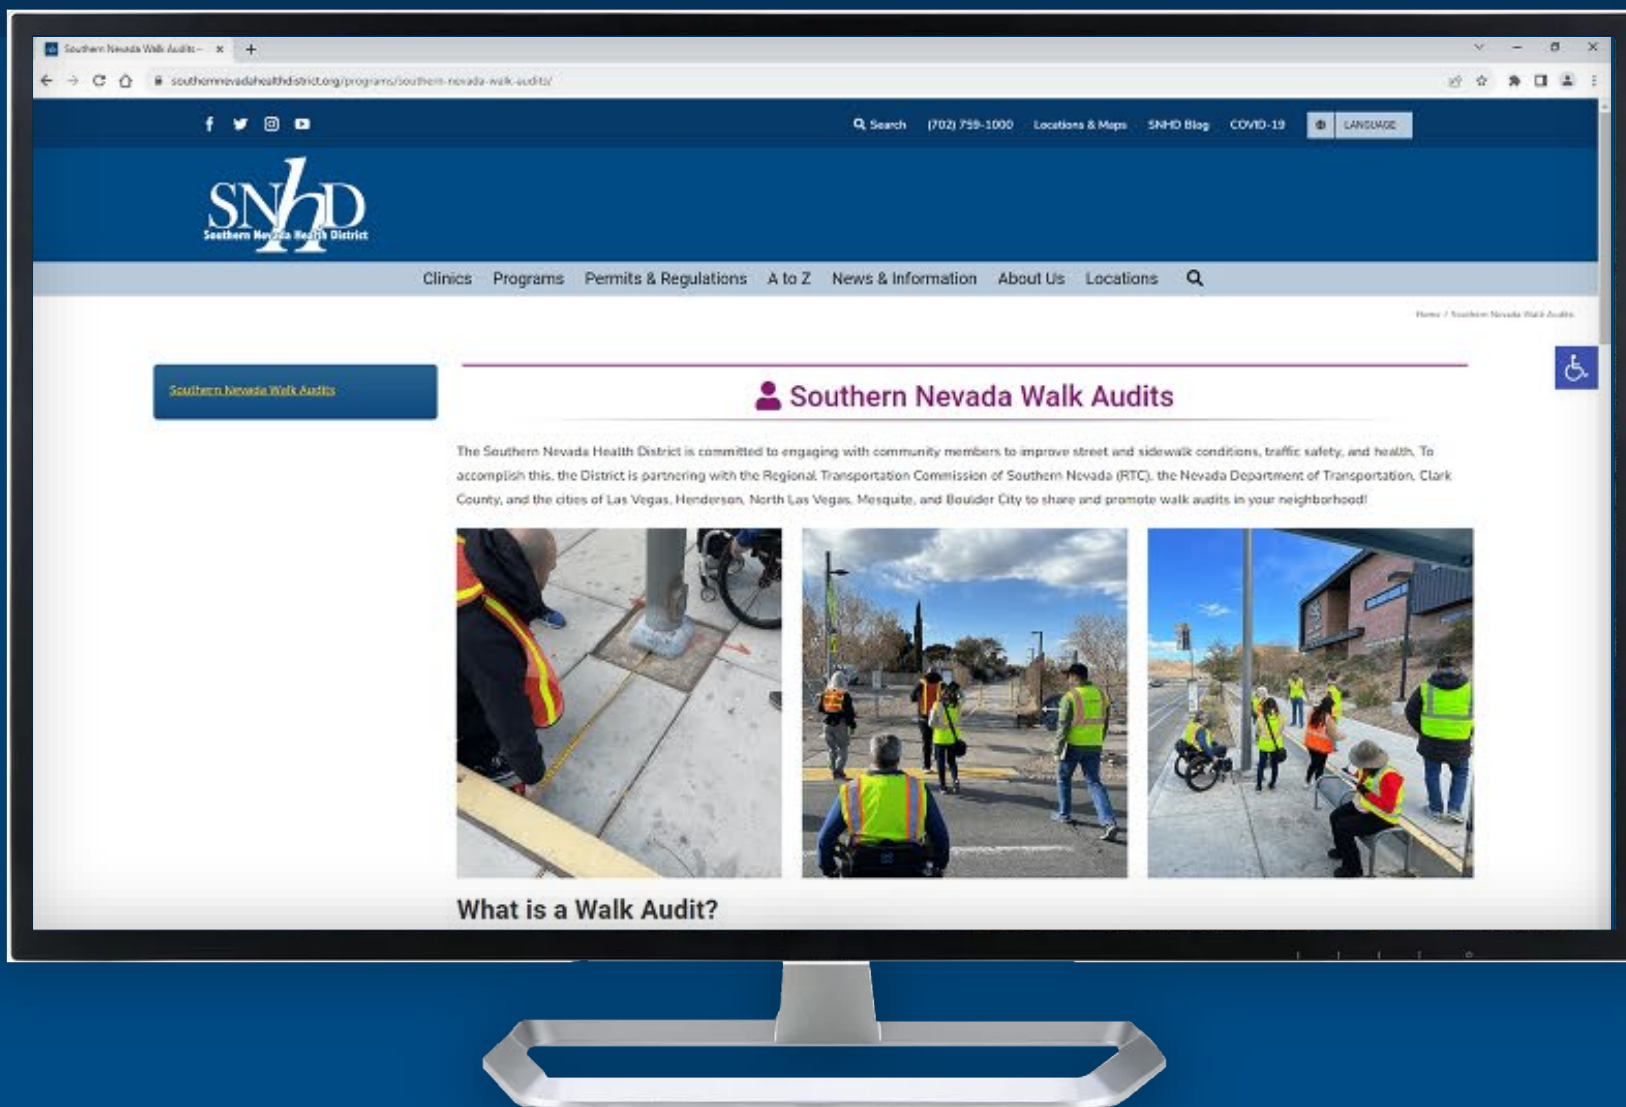 Southern Nevada Walk Audits –
southernnevadahealthdistrict.org/programs/southern-nevada-walk-audits/
Search (702) 759-1000 Locations & Maps SNHD Blog COVID-19 LANGUAGE
SNhD
Southern Nevada Health District
Clinics Programs Permits & Regulations A to Z News & Information About Us Locations
Home / Southern Nevada Walk Audits
Southern Nevada Walk Audits
Southern Nevada Walk Audits
The Southern Nevada Health District is committed to engaging with community members to improve street and sidewalk conditions, traffic safety, and health. To
accomplish this, the District is partnering with the Regional Transportation Commission of Southern Nevada (RTC), the Nevada Department of Transportation, Clark
County, and the cities of Las Vegas, Henderson, North Las Vegas, Mesquite, and Boulder City to share and promote walk audits in your neighborhood!
What is a Walk Audit?